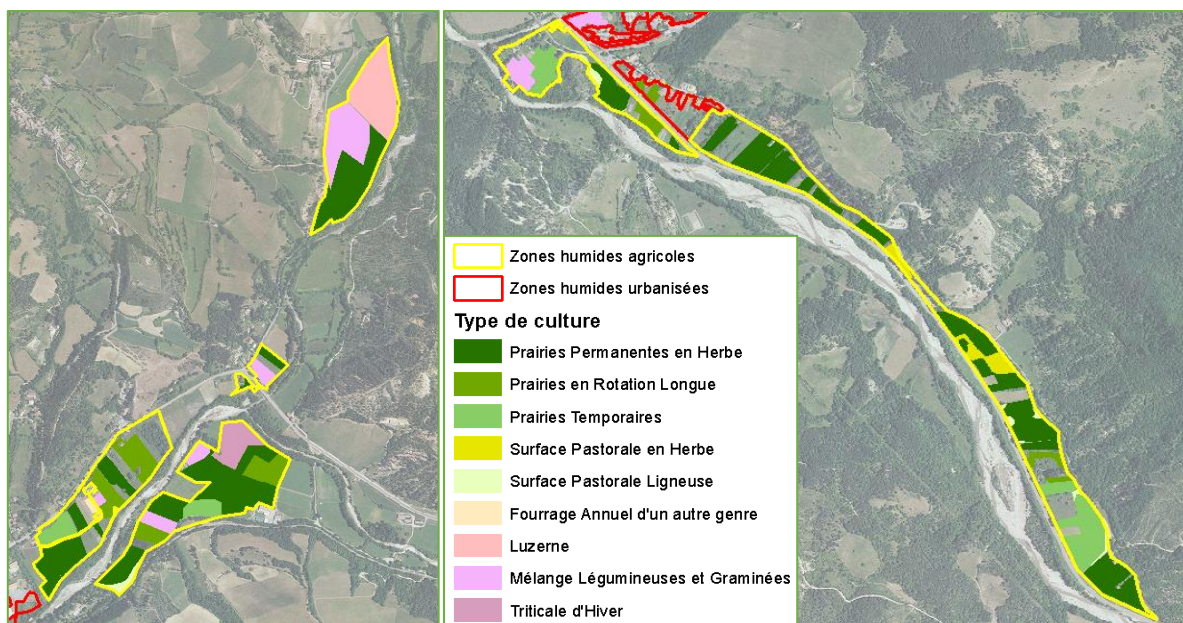 Zones humides agricoles
Zones humides urbanisées
Type de culture
Prairies Permanentes en Herbe
Prairies en Rotation Longue
Prairies Temporaires
Surface Pastorale en Herbe
Surface Pastorale Ligneuse
Fourrage Annuel d'un autre genre
Luzerne
Mélange Légumineuses et Graminées
Triticale d'Hiver